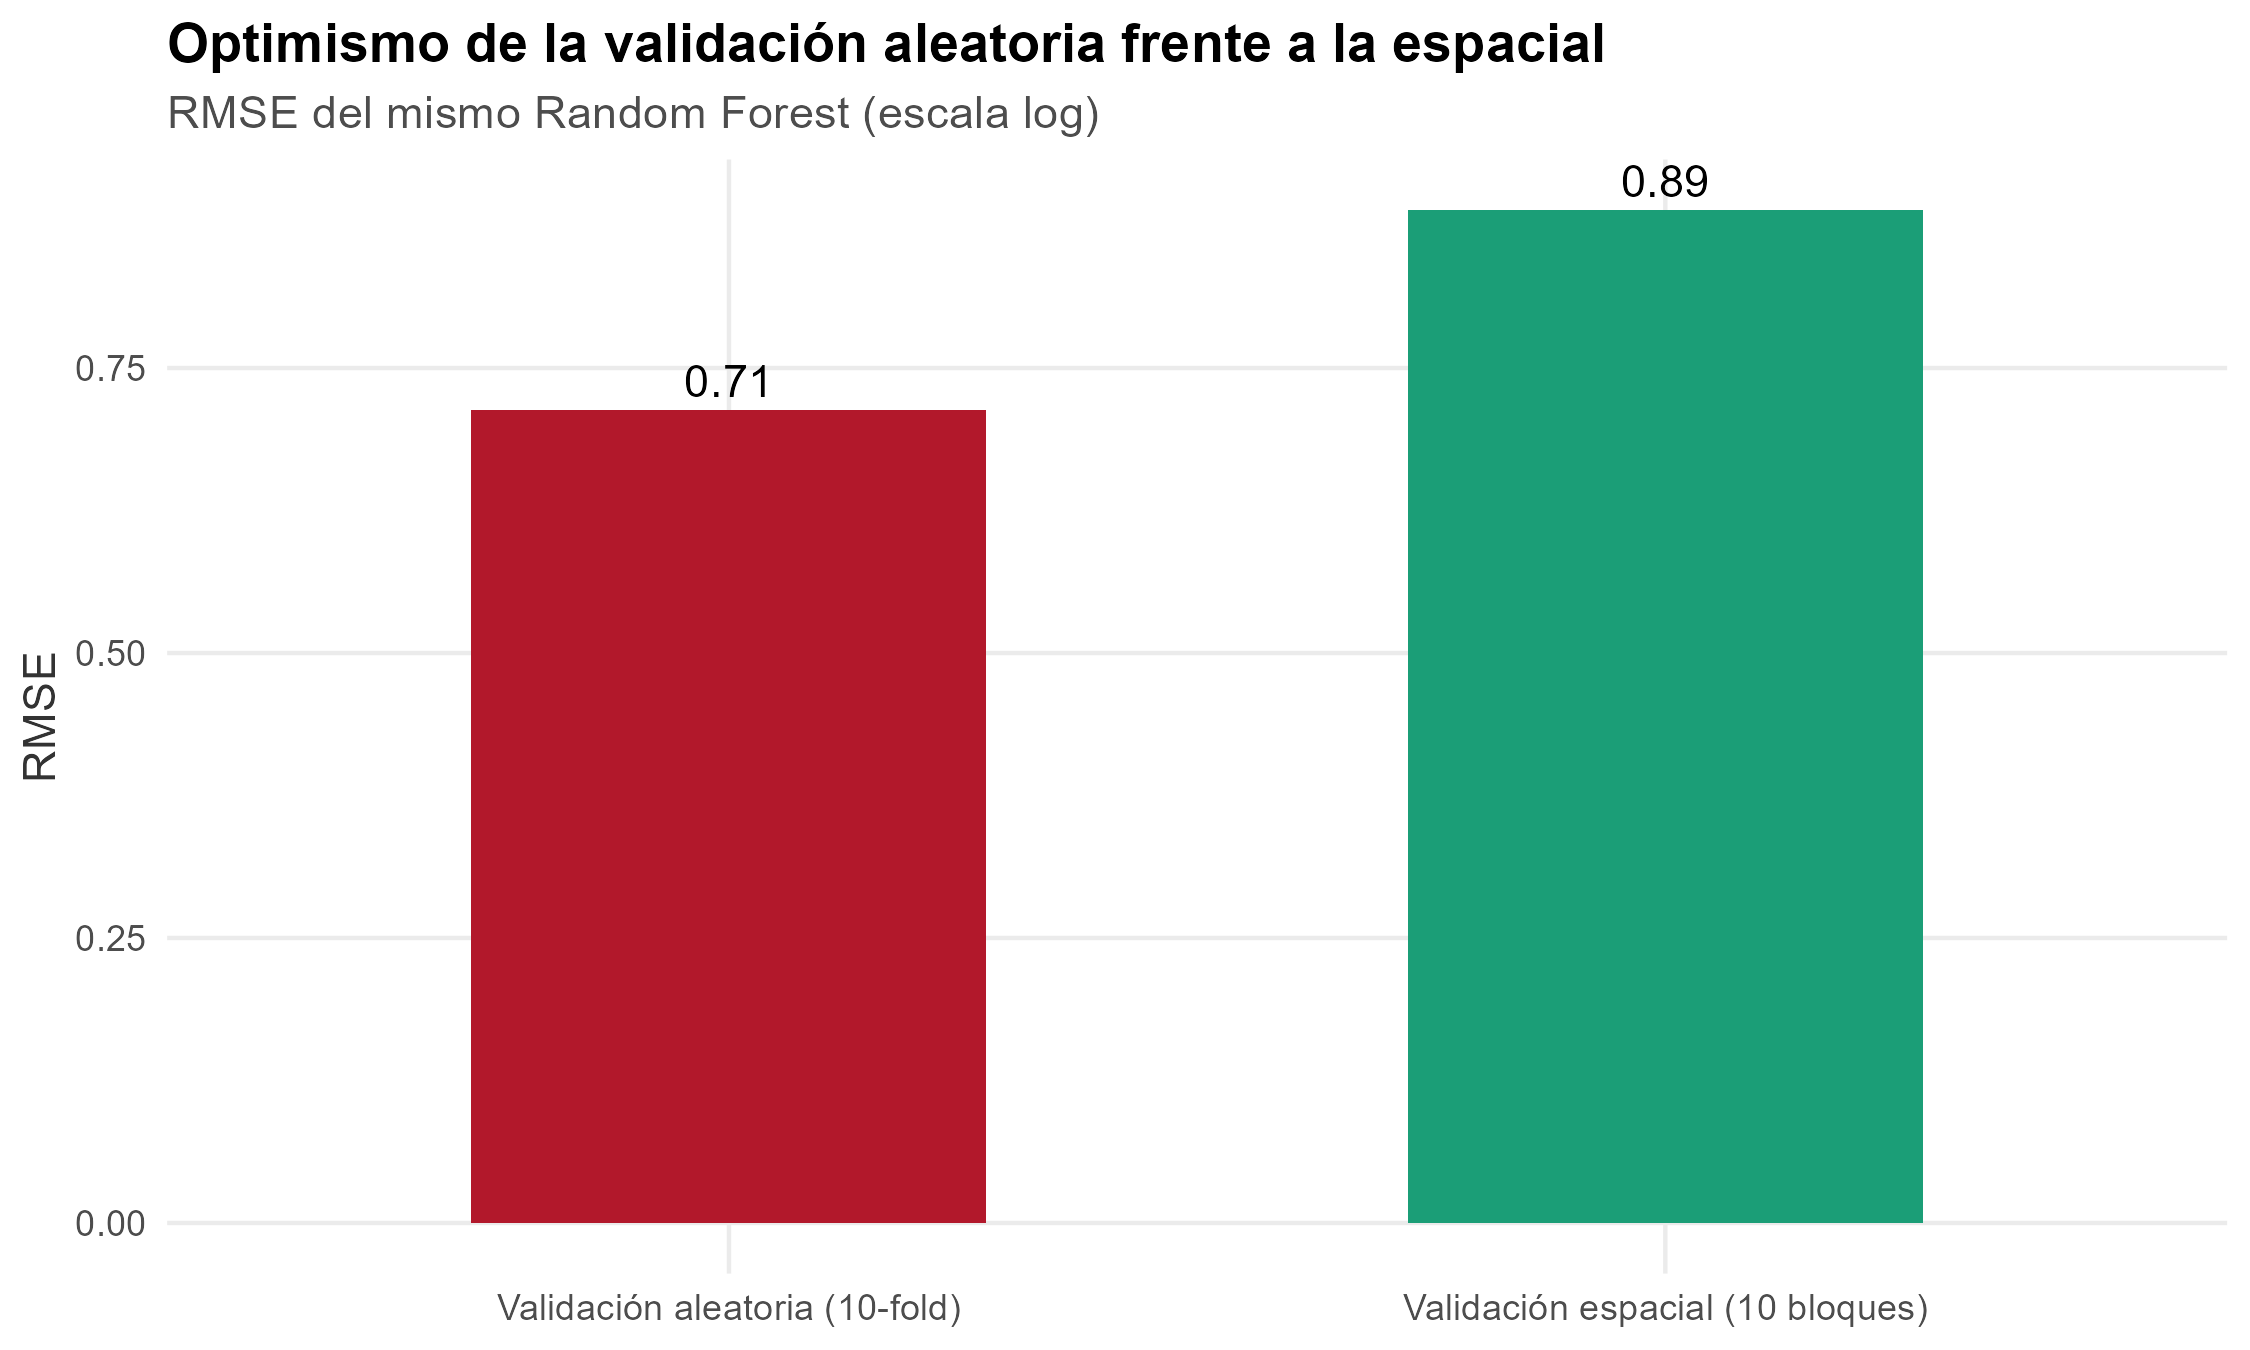 Optimismo de la validación aleatoria frente a la espacial
RMSE del mismo Random Forest (escala log)
0.89
0.71
0.75
0.50
0.25
0.00
RMSE
Validación aleatoria (10-fold)
Validación espacial (10 bloques)